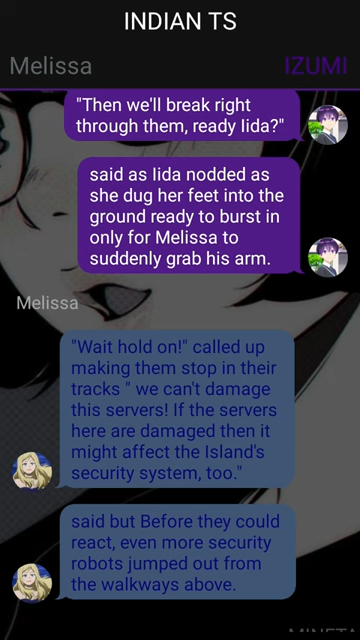 INDIAN TS
Melissa
IZUMI
"Then we'll break right
through them, ready Iida?"
said as Iida nodded as
she dug her feet into the
ground ready to burst in
only for Melissa to
suddenly grab his arm.
Melissa
"Wait hold on!" called up
making them stop in their
tracks " we can't damage
this servers! If the servers
here are damaged then it
might affect the Island's
security system, too."
said but Before they could
react, even more security
robots jumped out from
the walkways above.